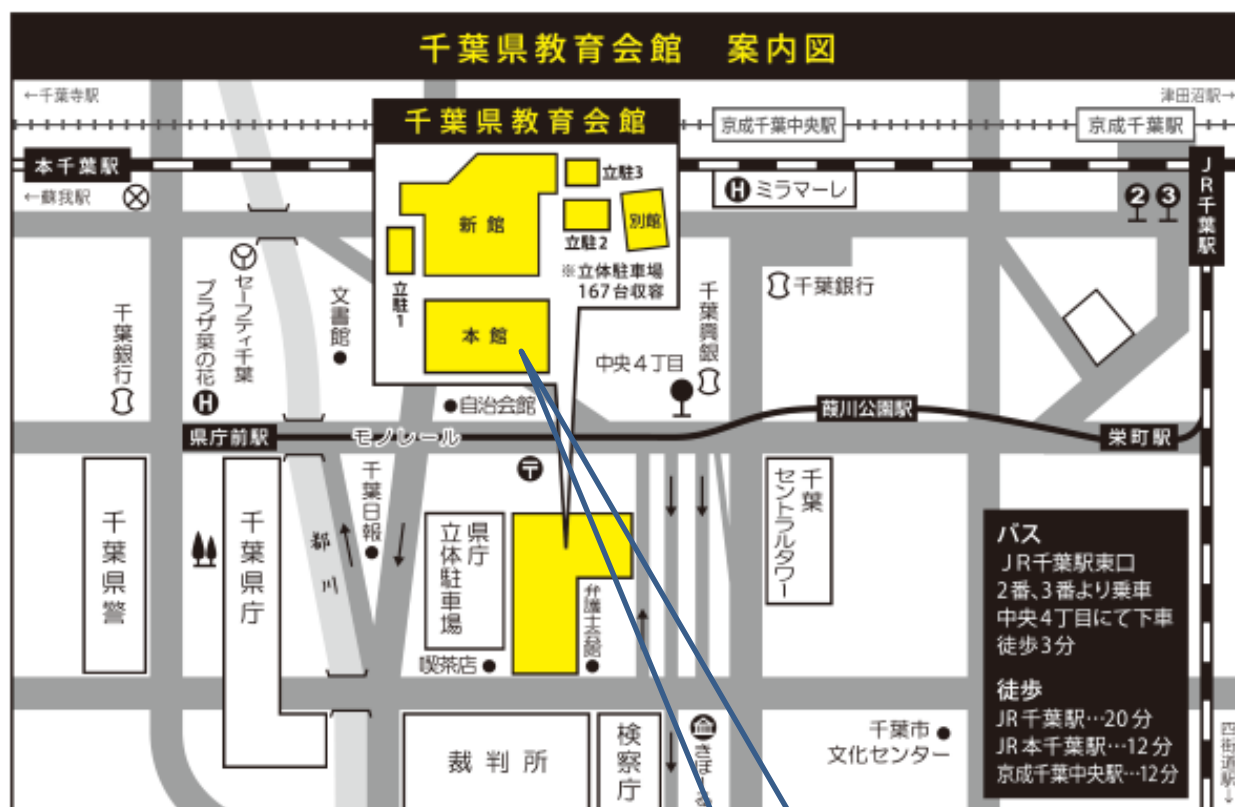 千葉県教育会館　案内図
←千葉寺駅
津田沼駅→
千葉県教育会館
京成千葉中央駅
京成千葉駅
本千葉駅
←蘇我駅
JR千葉駅
立駐3
新館
立駐2
別館
※立体駐車場
167台収容
立駐1
本館
H ミラマーレ
2 3
セーフティ千葉
プラザ菜の花
H
文書館
千葉銀行
千葉銀行
千葉興銀
中央4丁目
自治会館
葭川公園駅
県庁前駅
モノレール
栄町駅
千葉県警
千葉県庁
都川
千葉日報
県庁
立体駐車場
弁護士会館
喫茶店
千葉
セントラルタワー
バス
JR千葉駅東口
2番、3番より乗車
中央4丁目にて下車
徒歩3分
徒歩
JR千葉駅…20分
JR本千葉駅…12分
京成千葉中央駅…12分
裁判所
検察庁
きぼーる
千葉市
文化センター
四街道駅→